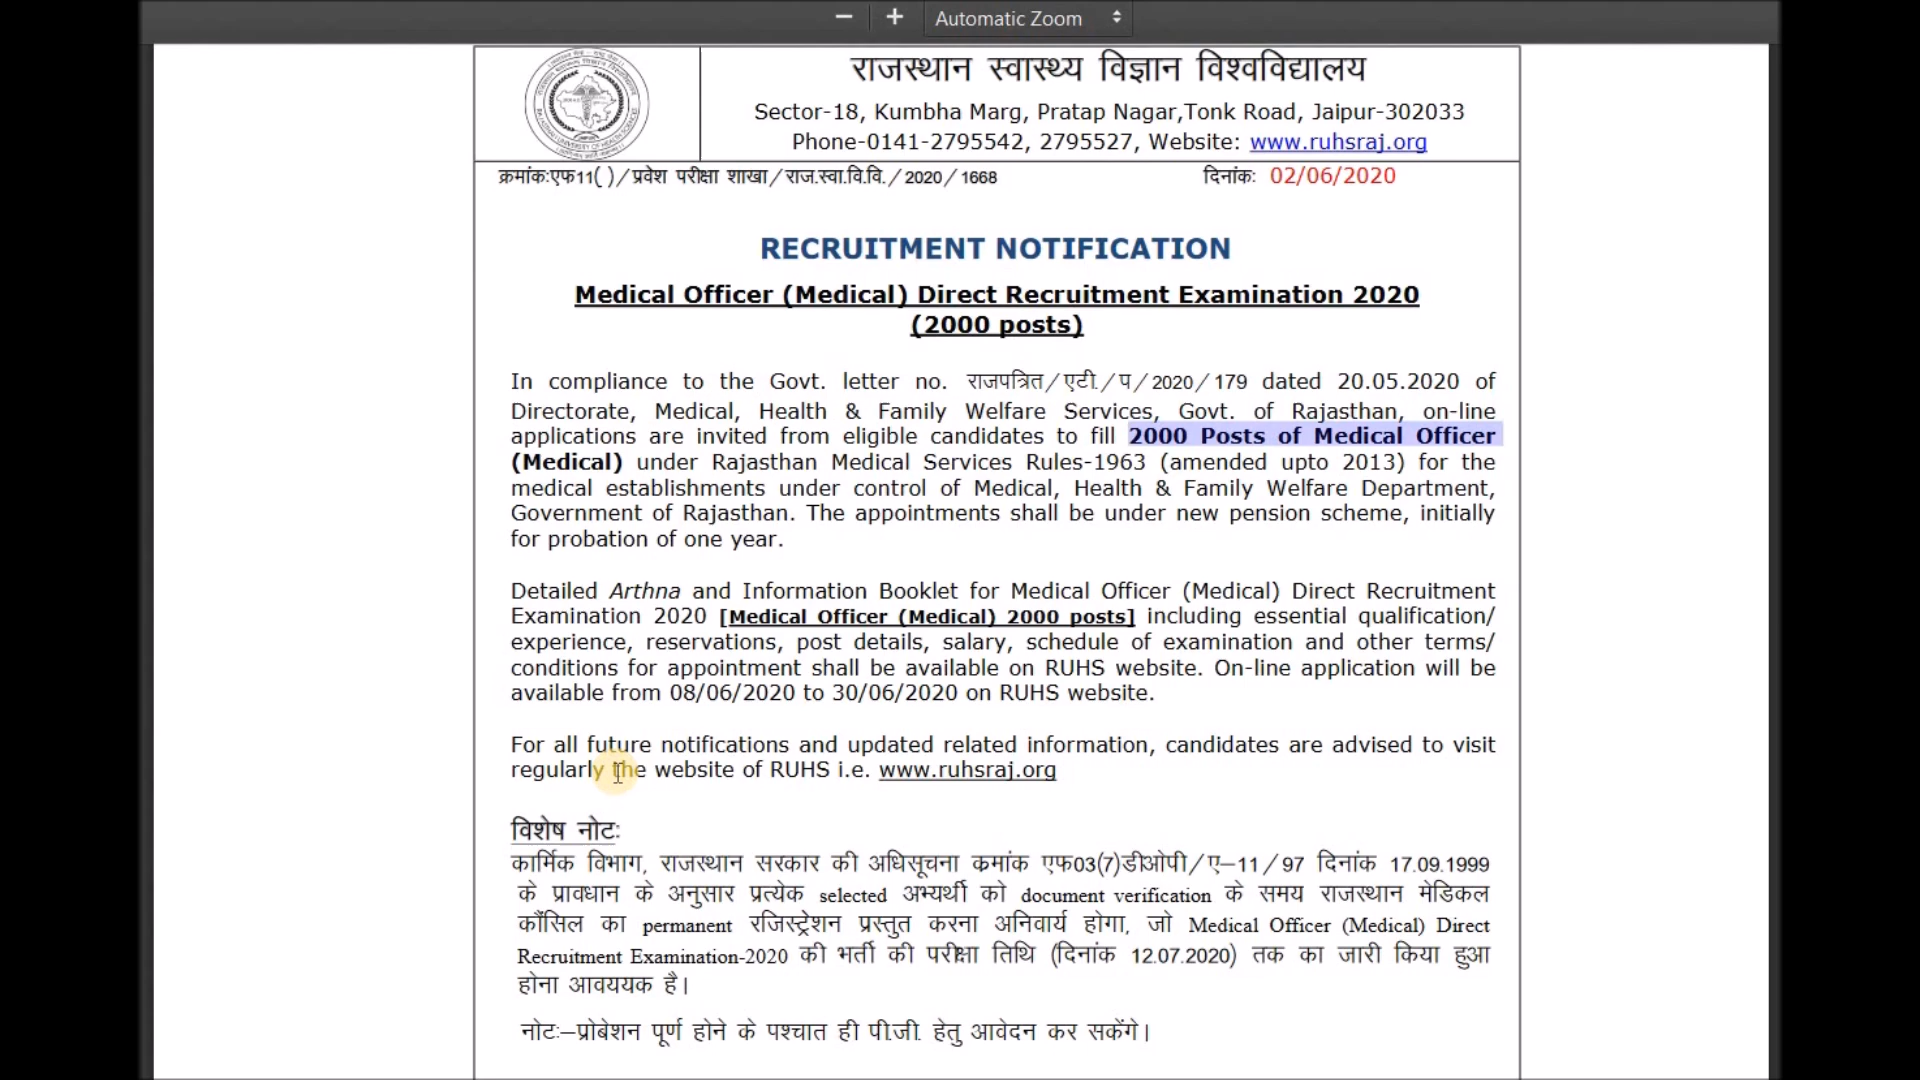 Automatic Zoom
राजस्थान स्वास्थ्य विज्ञान विश्वविद्यालय
Sector-18, Kumbha Marg, Pratap Nagar,Tonk Road, Jaipur-302033
Phone-0141-2795542, 2795527, Website: www.ruhsraj.org
क्रमांकःएफ11( )/प्रवेश परीक्षा शाखा/राज.स्वा.वि.वि./2020/1668 दिनांकः 02/06/2020
RECRUITMENT NOTIFICATION
Medical Officer (Medical) Direct Recruitment Examination 2020
(2000 posts)
In compliance to the Govt. letter no. राजपत्रित/एटी./प/2020/179 dated 20.05.2020 of
Directorate, Medical, Health & Family Welfare Services, Govt. of Rajasthan, on-line
applications are invited from eligible candidates to fill 2000 Posts of Medical Officer
(Medical) under Rajasthan Medical Services Rules-1963 (amended upto 2013) for the
medical establishments under control of Medical, Health & Family Welfare Department,
Government of Rajasthan. The appointments shall be under new pension scheme, initially
for probation of one year.
Detailed Arthna and Information Booklet for Medical Officer (Medical) Direct Recruitment
Examination 2020 [Medical Officer (Medical) 2000 posts] including essential qualification/
experience, reservations, post details, salary, schedule of examination and other terms/
conditions for appointment shall be available on RUHS website. On-line application will be
available from 08/06/2020 to 30/06/2020 on RUHS website.
For all future notifications and updated related information, candidates are advised to visit
regularly the website of RUHS i.e. www.ruhsraj.org
विशेष नोटः
कार्मिक विभाग, राजस्थान सरकार की अधिसूचना क्रमांक एफ03(7)डीओपी/ए–11/97 दिनांक 17.09.1999
के प्रावधान के अनुसार प्रत्येक selected अभ्यर्थी को document verification के समय राजस्थान मेडिकल
कौंसिल का permanent रजिस्ट्रेशन प्रस्तुत करना अनिवार्य होगा, जो Medical Officer (Medical) Direct
Recruitment Examination-2020 की भर्ती की परीक्षा तिथि (दिनांक 12.07.2020) तक का जारी किया हुआ
होना आवययक है।
नोटः–प्रोबेशन पूर्ण होने के पश्चात ही पी.जी. हेतु आवेदन कर सकेंगे।